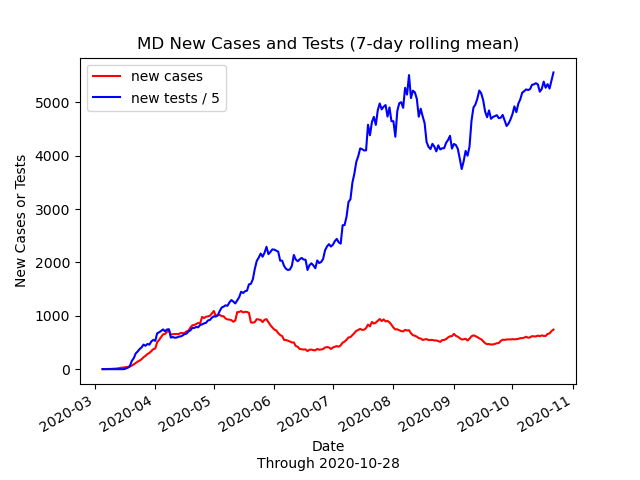 MD New Cases and Tests (7-day rolling mean)
new cases
new tests / 5
New Cases or Tests
5000
4000
3000
2000
1000
0
2020-03
2020-04
2020-05
2020-06
2020-07
2020-08
2020-09
2020-10
2020-11
Date
Through 2020-10-28